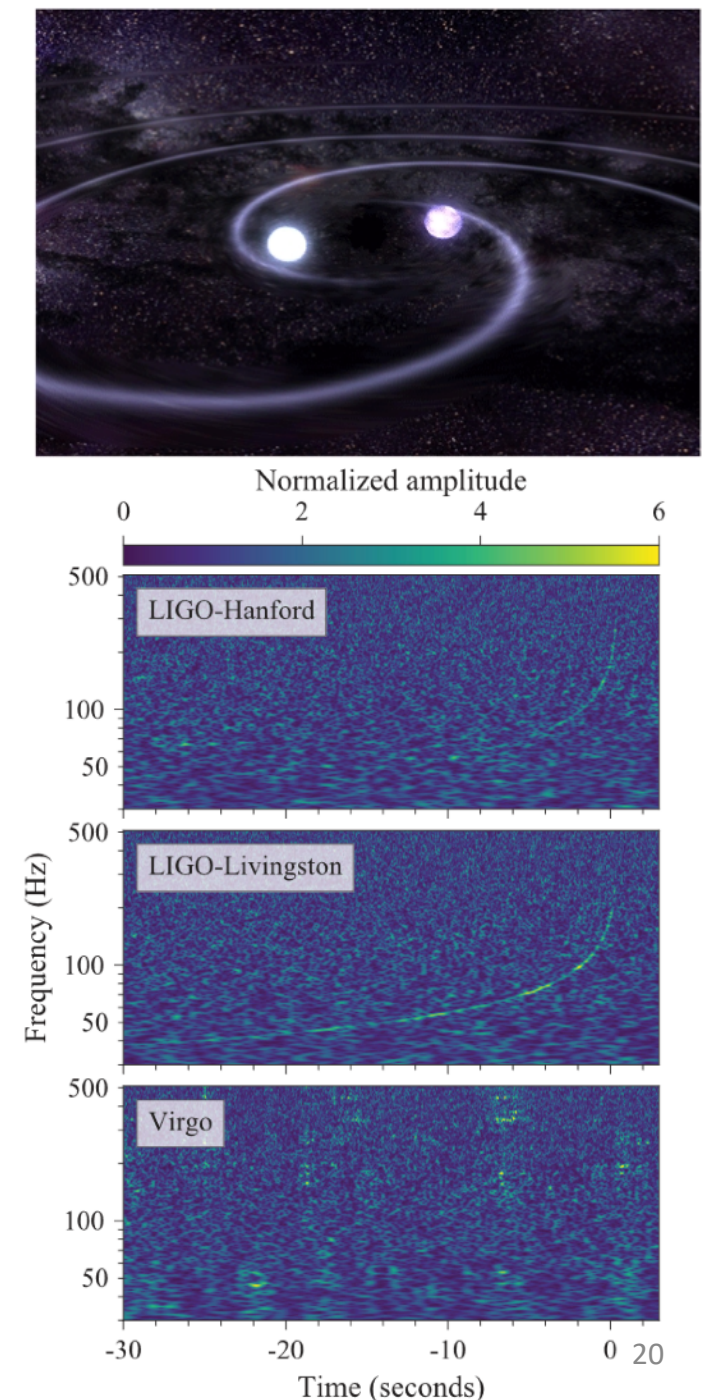 Normalized amplitude
0 2 4 6
500
LIGO-Hanford
100
50
500
LIGO-Livingston
100
50
Frequency (Hz)
500
Virgo
100
50
-30 -20 -10 0 20
Time (seconds)